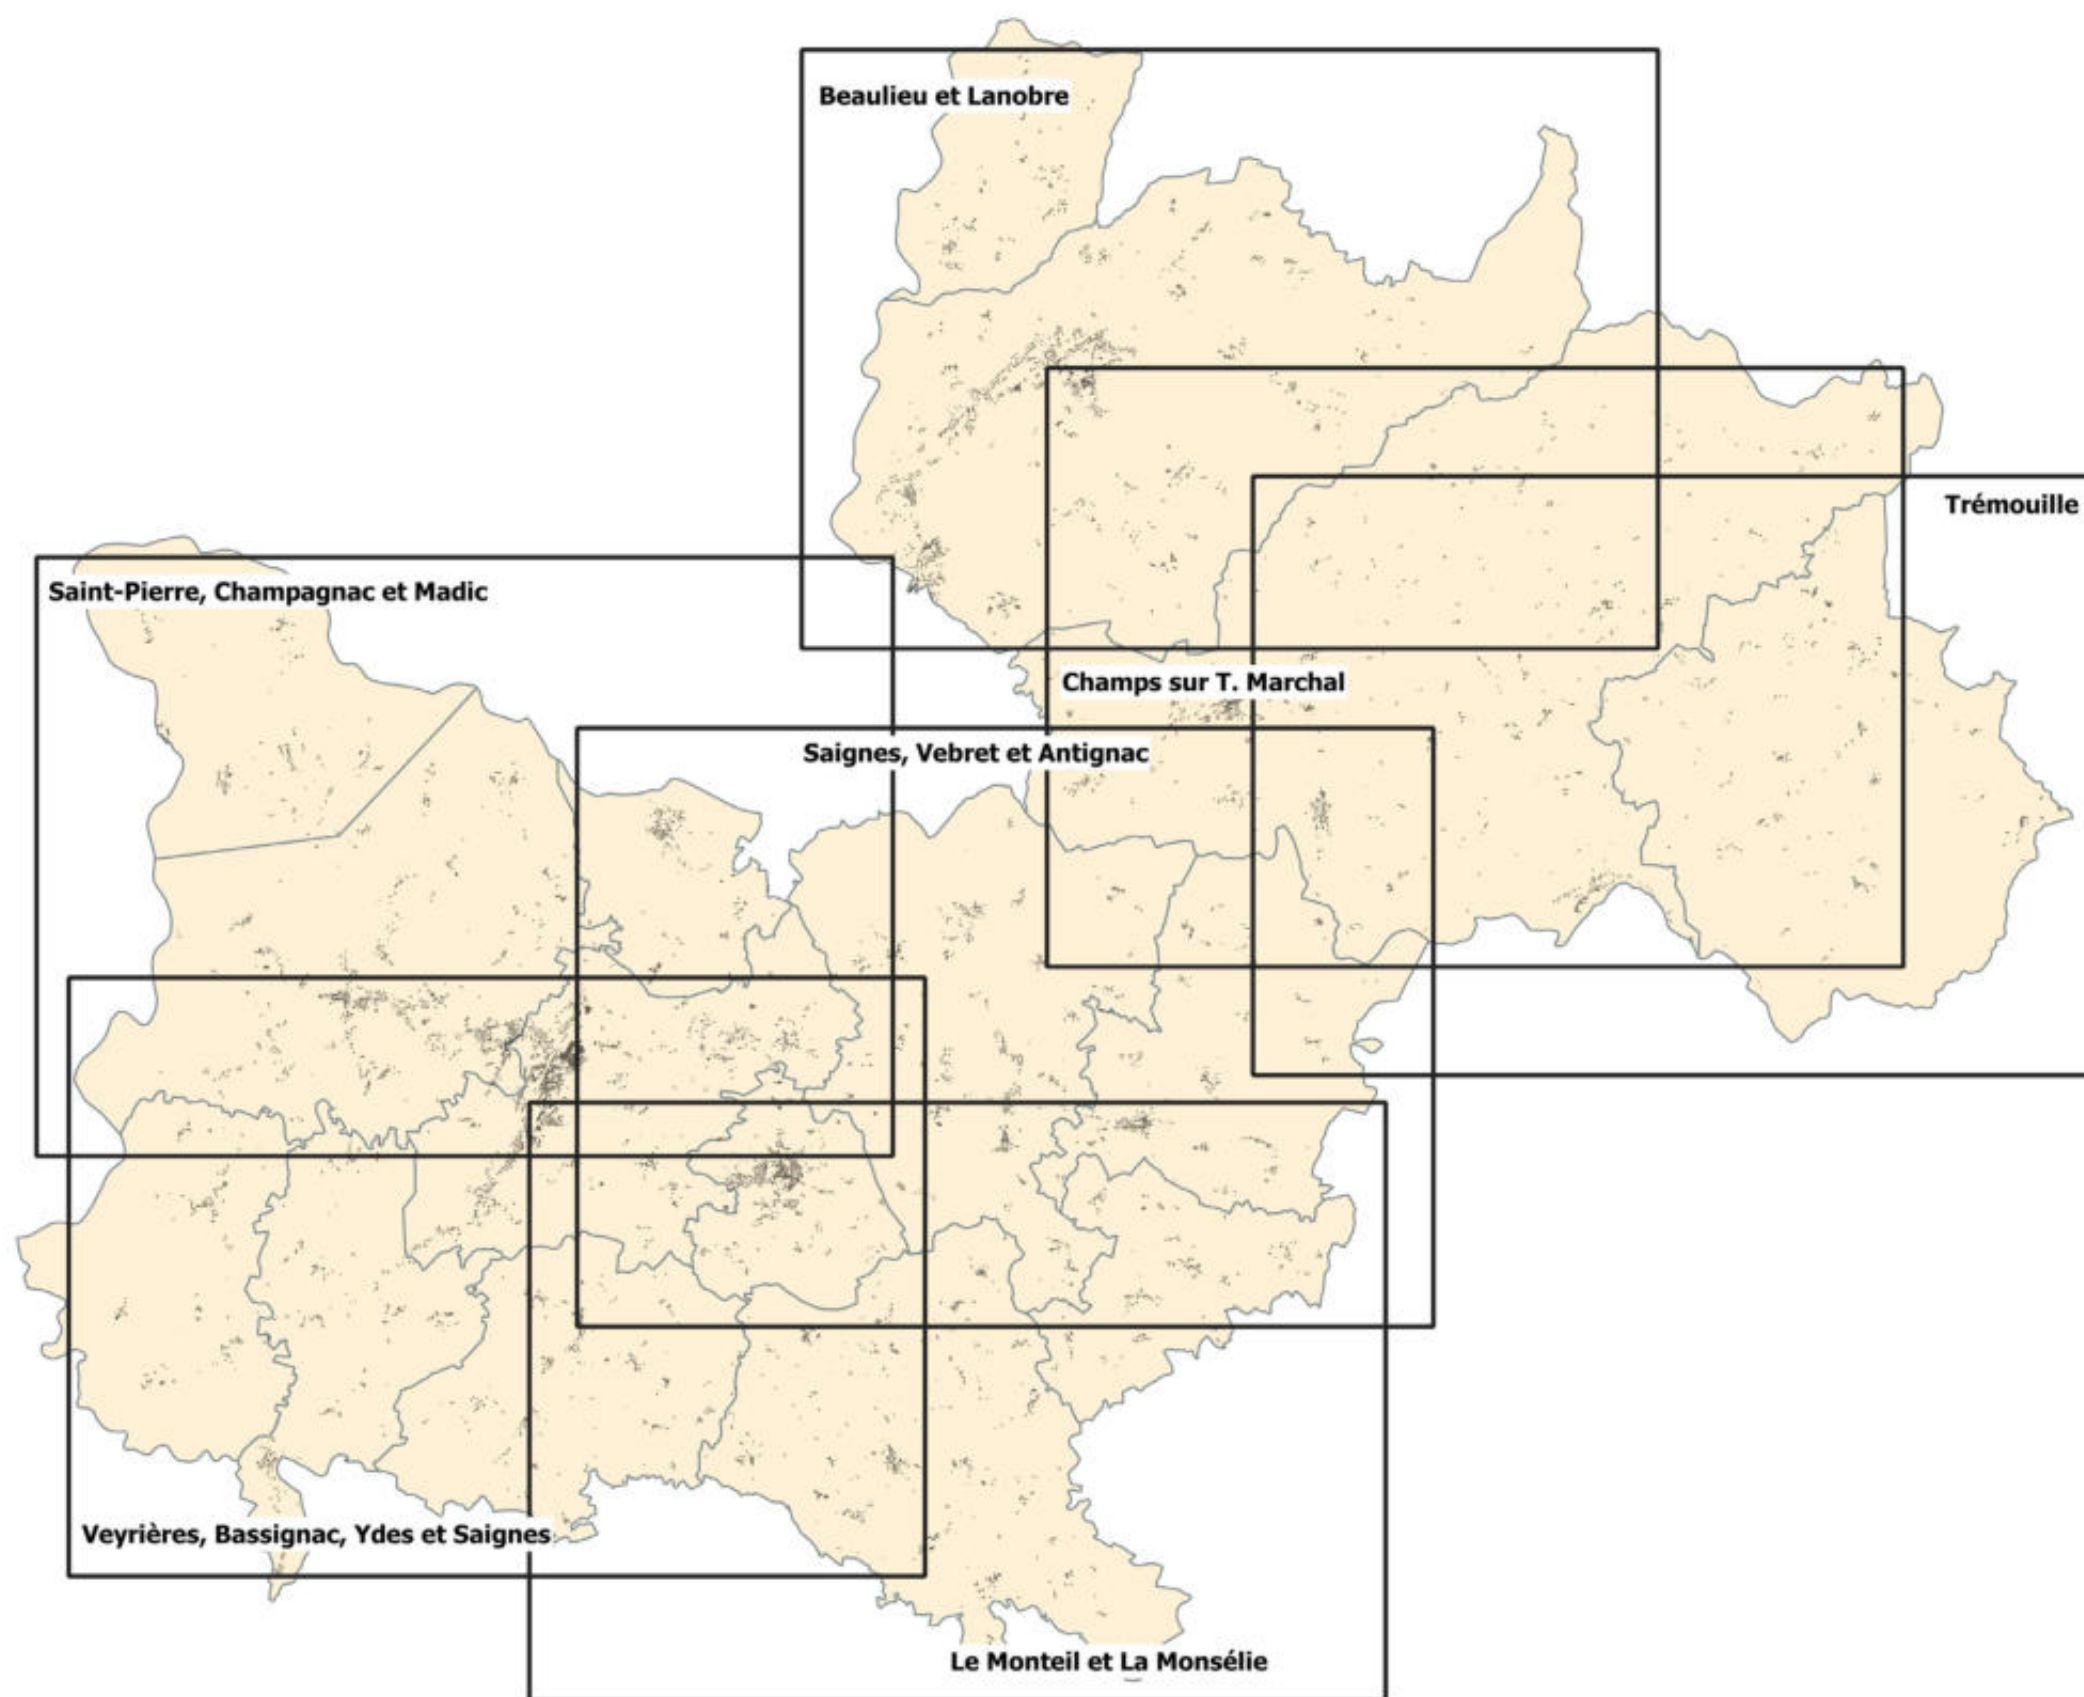 Beaulieu et Lanobre
Trémouille
Saint-Pierre, Champagnac et Madic
Champs sur T. Marchal
Saignes, Vebret et Antignac
Veyrières, Bassignac, Ydes et Saignes
Le Monteil et La Monsélie